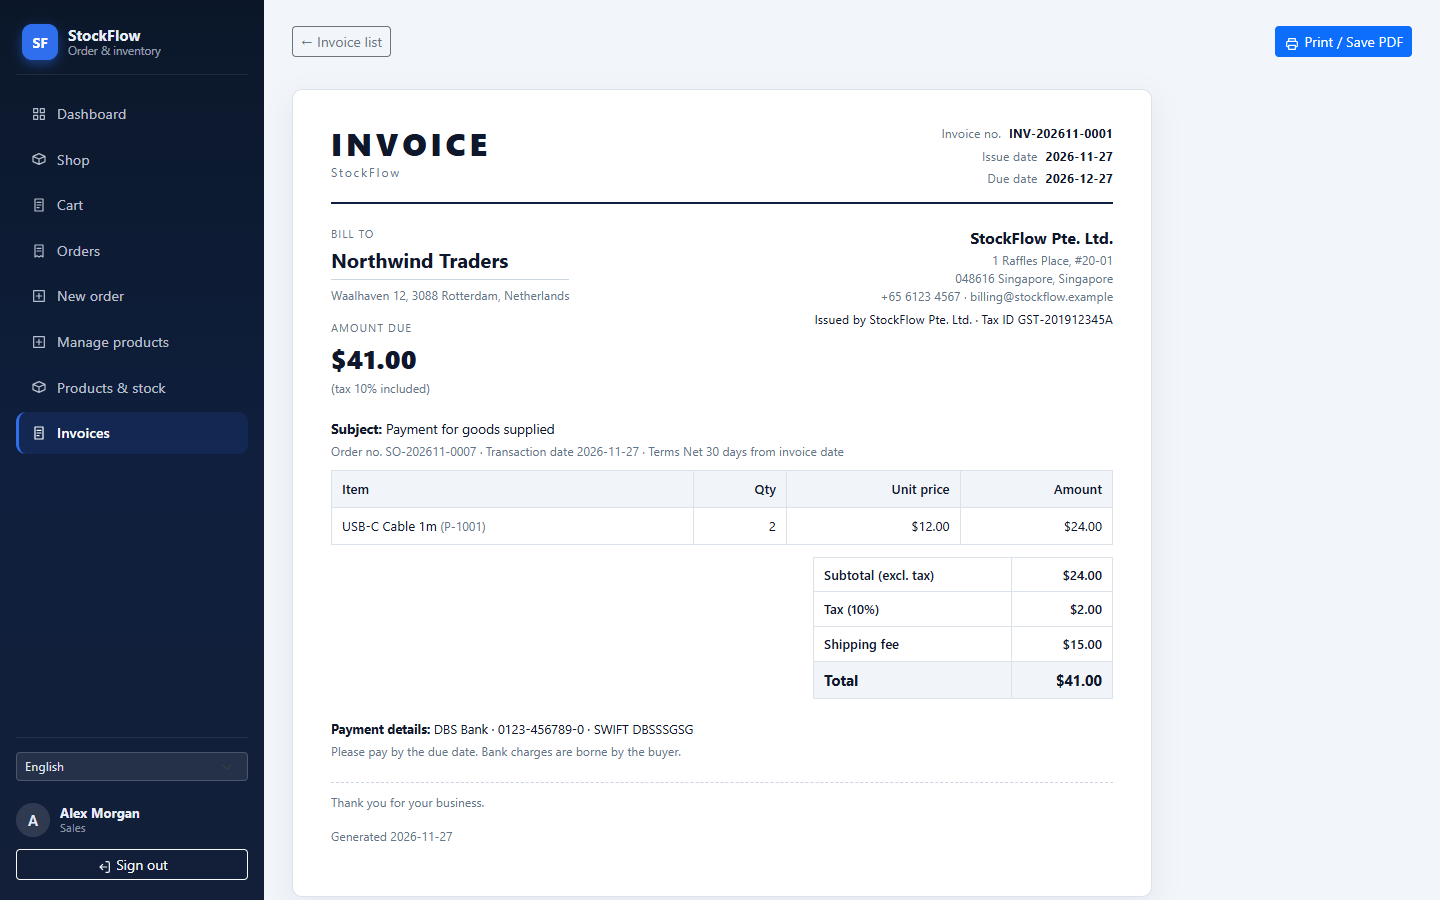 SF
StockFlow
Order & inventory
Dashboard
Shop
Cart
Orders
New order
Manage products
Products & stock
Invoices
English
A
Alex Morgan
Sales
Sign out
← Invoice list
Print / Save PDF
INVOICE
StockFlow
Invoice no. INV-202611-0001
Issue date 2026-11-27
Due date 2026-12-27
BILL TO
Northwind Traders
Waalhaven 12, 3088 Rotterdam, Netherlands
AMOUNT DUE
$41.00
(tax 10% included)
StockFlow Pte. Ltd.
1 Raffles Place, #20-01
048616 Singapore, Singapore
+65 6123 4567 · billing@stockflow.example
Issued by StockFlow Pte. Ltd. · Tax ID GST-201912345A
Subject: Payment for goods supplied
Order no. SO-202611-0007 · Transaction date 2026-11-27 · Terms Net 30 days from invoice date
Item Qty Unit price Amount
USB-C Cable 1m (P-1001) 2 $12.00 $24.00
Subtotal (excl. tax) $24.00
Tax (10%) $2.00
Shipping fee $15.00
Total $41.00
Payment details: DBS Bank · 0123-456789-0 · SWIFT DBSSSGSG
Please pay by the due date. Bank charges are borne by the buyer.
Thank you for your business.
Generated 2026-11-27